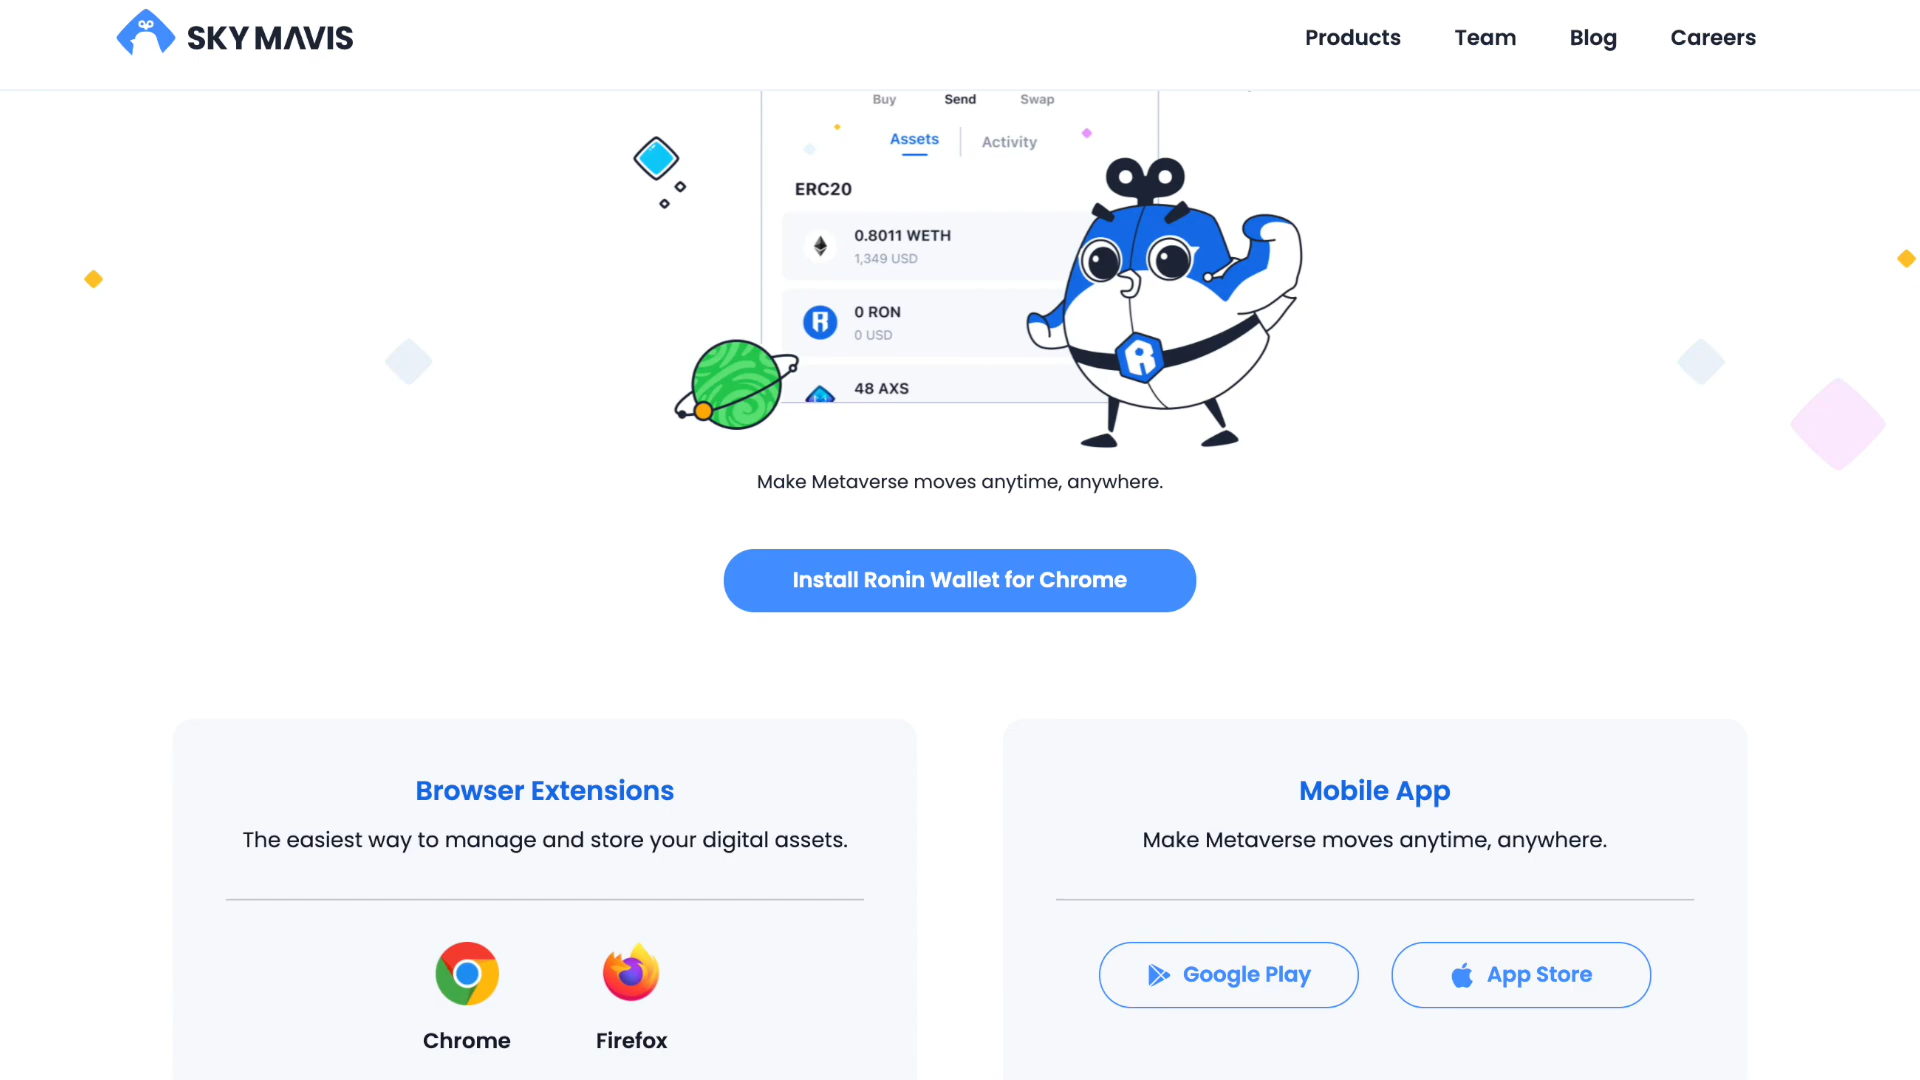 SKY MAVIS
Products Team Blog Careers
Buy Send Swap
Assets Activity
ERC20
0.8011 WETH
1,349 USD
0 RON
0 USD
48 AXS
Make Metaverse moves anytime, anywhere.
Install Ronin Wallet for Chrome
Browser Extensions
The easiest way to manage and store your digital assets.
Chrome Firefox
Mobile App
Make Metaverse moves anytime, anywhere.
Google Play App Store